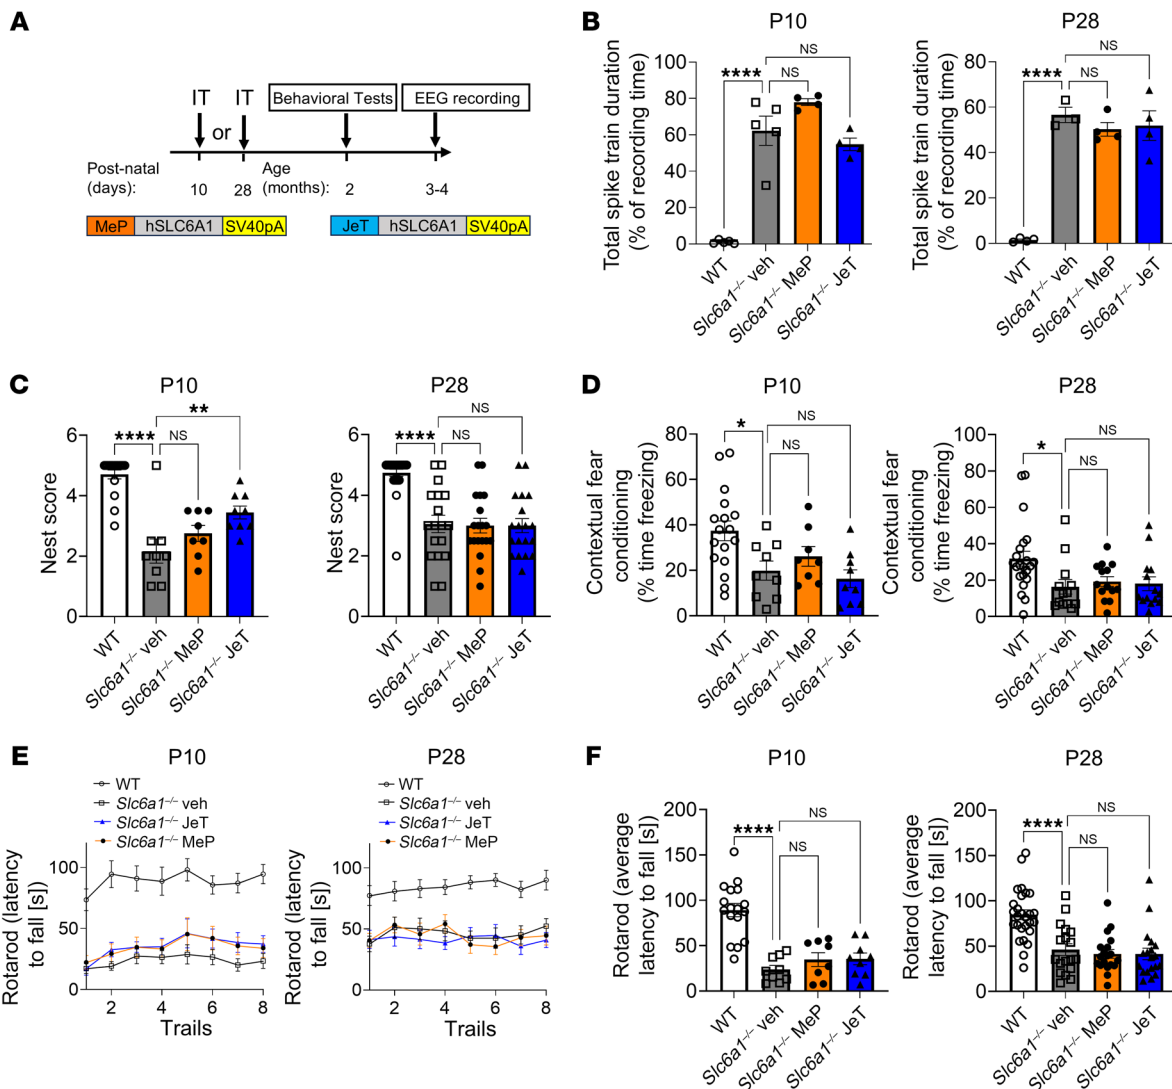 A
IT or IT
Behavioral Tests
EEG recording
Post-natal
(days):
10
28
Age
(months):
2
3-4
MeP hSLC6A1 SV40pA
JeT hSLC6A1 SV40pA
B
P10
Total spike train duration
(% of recording time)
100
80
60
40
20
0
****
NS
NS
WT
Slc6a1–/– veh
Slc6a1–/– MeP
Slc6a1–/– JeT
P28
Total spike train duration
(% of recording time)
80
60
40
20
0
****
NS
NS
WT
Slc6a1–/– veh
Slc6a1–/– MeP
Slc6a1–/– JeT
C
P10
Nest score
6
4
2
0
****
NS
**
WT
Slc6a1–/– veh
Slc6a1–/– MeP
Slc6a1–/– JeT
P28
Nest score
6
4
2
0
****
NS
NS
WT
Slc6a1–/– veh
Slc6a1–/– MeP
Slc6a1–/– JeT
D
P10
Contextual fear
conditioning
(% time freezing)
80
60
40
20
0
*
NS
NS
WT
Slc6a1–/– veh
Slc6a1–/– MeP
Slc6a1–/– JeT
P28
Contextual fear
conditioning
(% time freezing)
100
80
60
40
20
0
*
NS
NS
WT
Slc6a1–/– veh
Slc6a1–/– MeP
Slc6a1–/– JeT
E
P10
WT
Slc6a1–/– veh
Slc6a1–/– JeT
Slc6a1–/– MeP
Rotarod (latency
to fall [s])
100
50
0
2 4 6 8
Trails
P28
WT
Slc6a1–/– veh
Slc6a1–/– JeT
Slc6a1–/– MeP
Rotarod (latency
to fall [s])
100
50
0
2 4 6 8
Trails
F
P10
Rotarod (average
latency to fall [s])
200
150
100
50
0
****
NS
NS
WT
Slc6a1–/– veh
Slc6a1–/– MeP
Slc6a1–/– JeT
P28
Rotarod (average
latency to fall [s])
200
150
100
50
0
****
NS
NS
WT
Slc6a1–/– veh
Slc6a1–/– MeP
Slc6a1–/– JeT